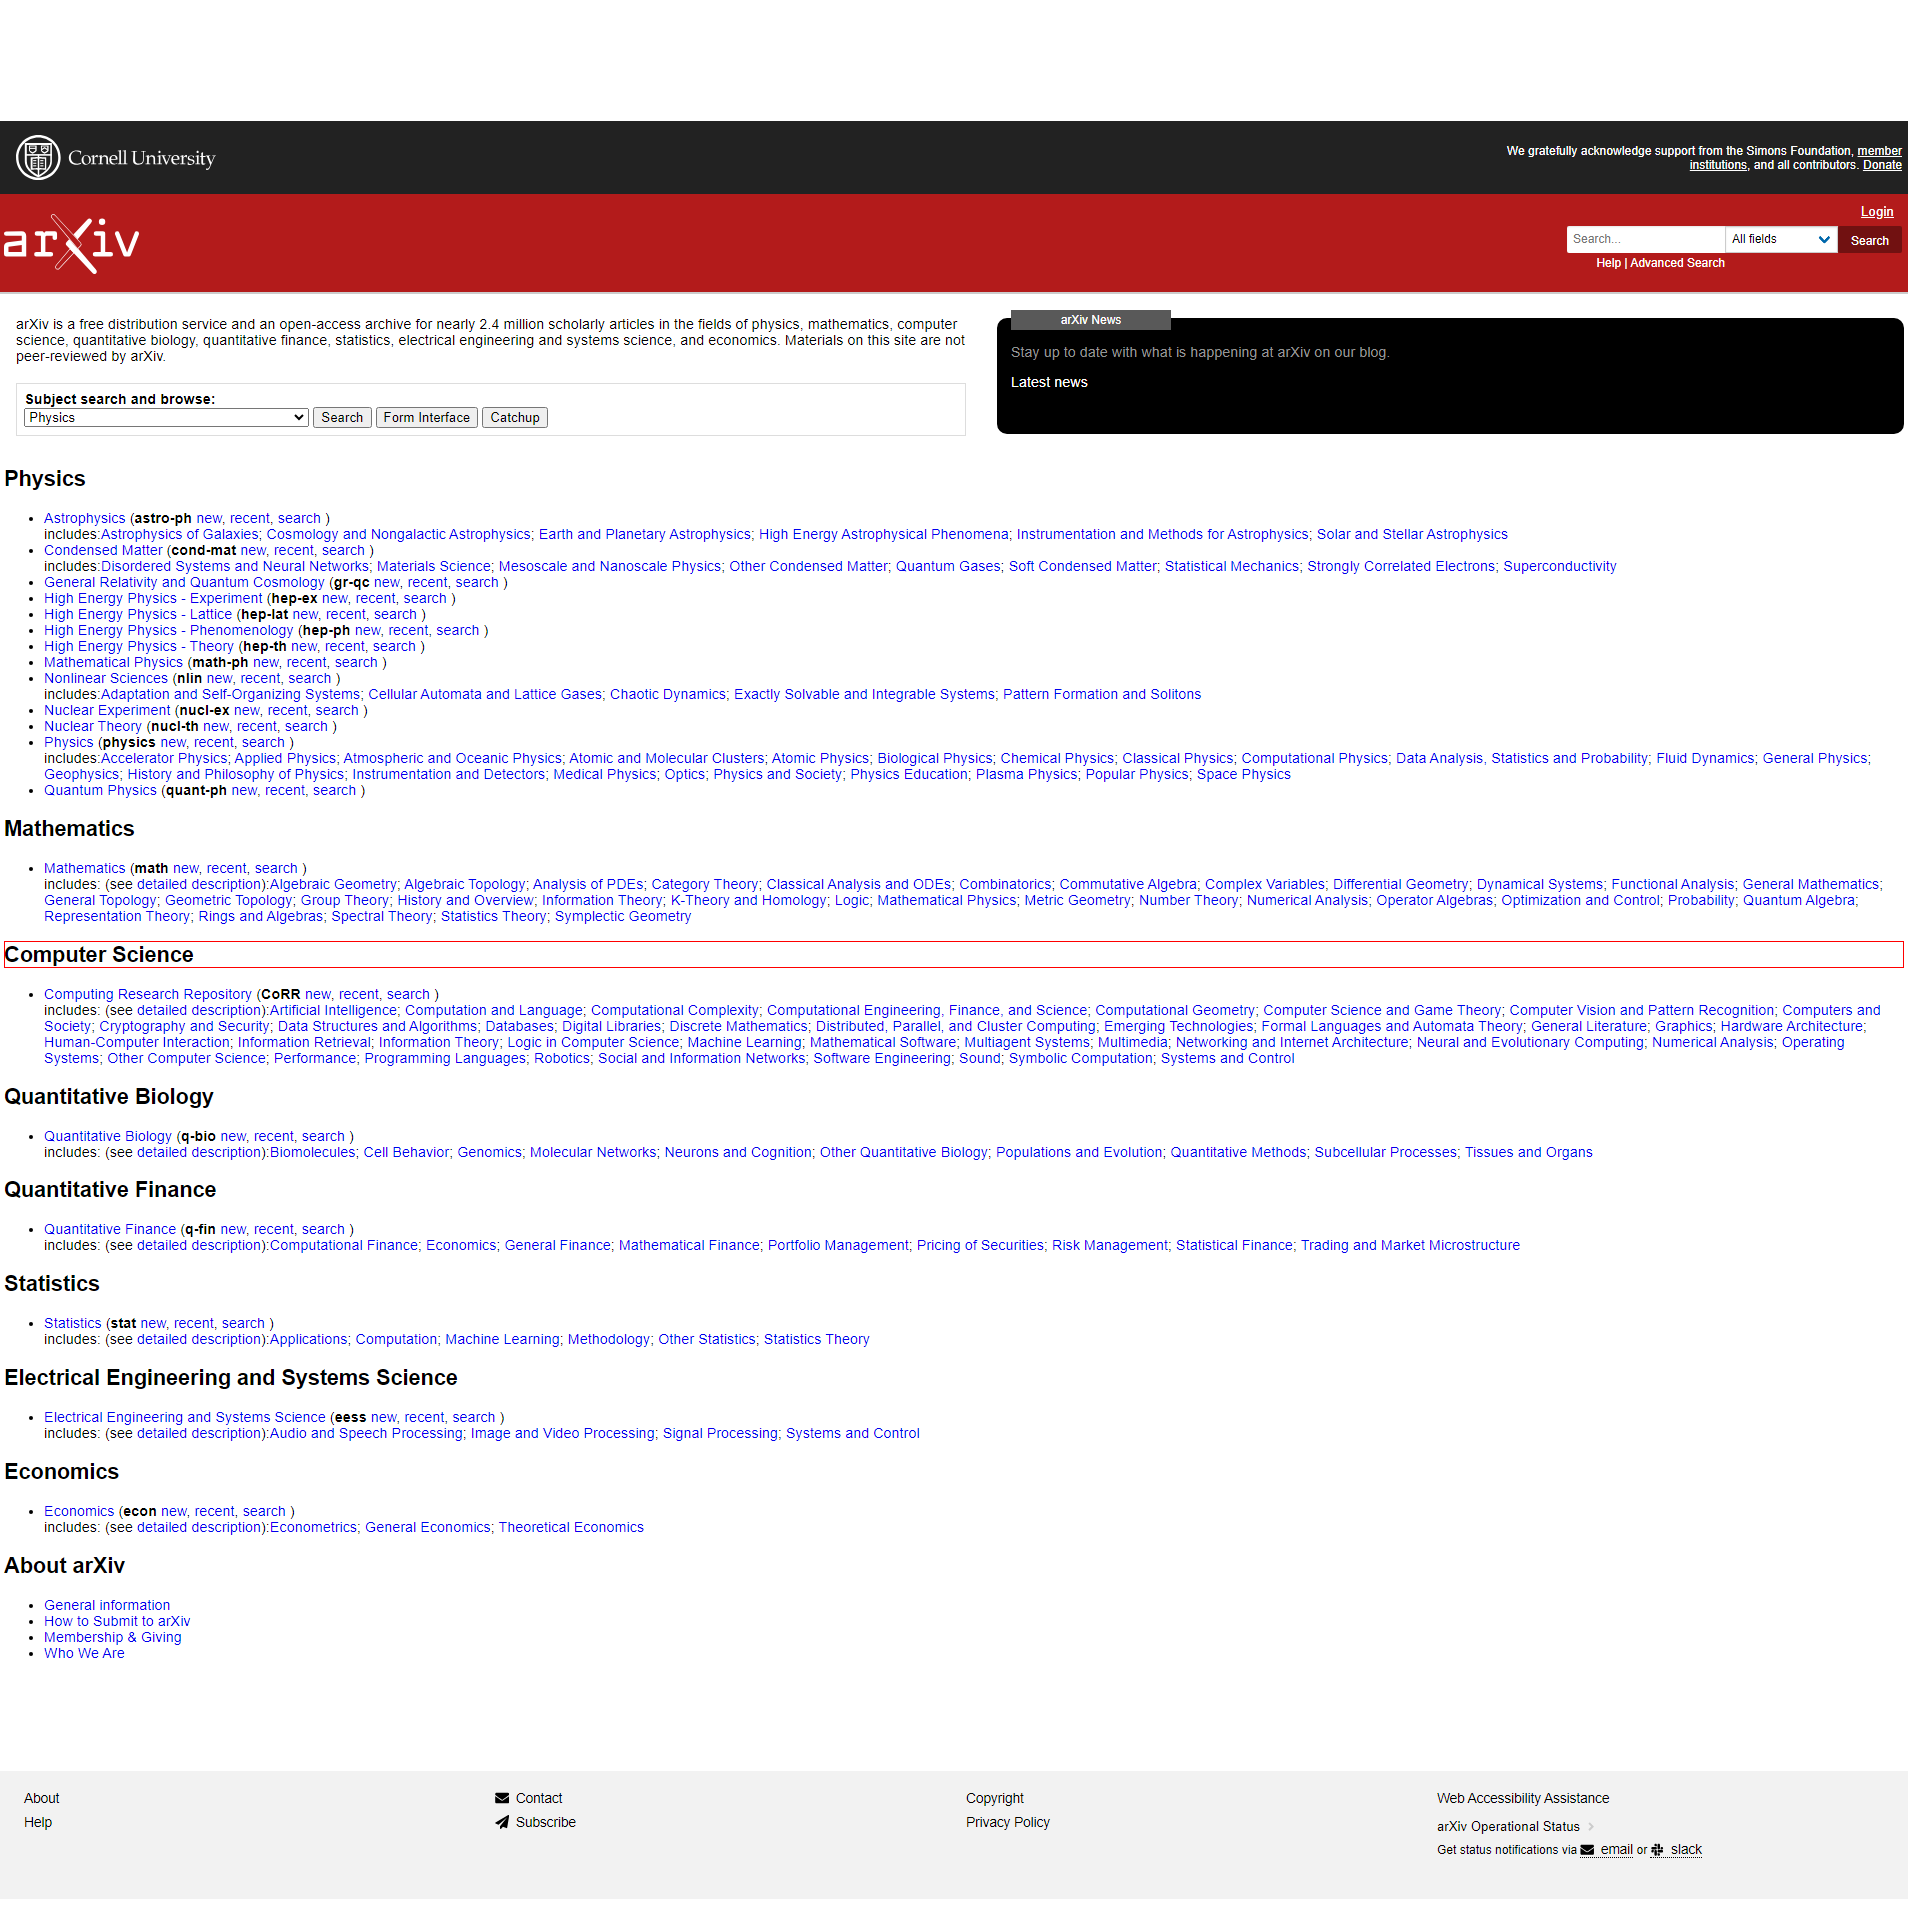 Cornell University
We gratefully acknowledge support from the Simons Foundation, member
institutions, and all contributors. Donate
arXiv
Login
Search...
All fields
Search
Help | Advanced Search
arXiv is a free distribution service and an open-access archive for nearly 2.4 million scholarly articles in the fields of physics, mathematics, computer
science, quantitative biology, quantitative finance, statistics, electrical engineering and systems science, and economics. Materials on this site are not
peer-reviewed by arXiv.
arXiv News
Stay up to date with what is happening at arXiv on our blog.
Latest news
Subject search and browse:
Physics Search Form Interface Catchup
Physics
Astrophysics (astro-ph new, recent, search )
includes:Astrophysics of Galaxies; Cosmology and Nongalactic Astrophysics; Earth and Planetary Astrophysics; High Energy Astrophysical Phenomena; Instrumentation and Methods for Astrophysics; Solar and Stellar Astrophysics
Condensed Matter (cond-mat new, recent, search )
includes:Disordered Systems and Neural Networks; Materials Science; Mesoscale and Nanoscale Physics; Other Condensed Matter; Quantum Gases; Soft Condensed Matter; Statistical Mechanics; Strongly Correlated Electrons; Superconductivity
General Relativity and Quantum Cosmology (gr-qc new, recent, search )
High Energy Physics - Experiment (hep-ex new, recent, search )
High Energy Physics - Lattice (hep-lat new, recent, search )
High Energy Physics - Phenomenology (hep-ph new, recent, search )
High Energy Physics - Theory (hep-th new, recent, search )
Mathematical Physics (math-ph new, recent, search )
Nonlinear Sciences (nlin new, recent, search )
includes:Adaptation and Self-Organizing Systems; Cellular Automata and Lattice Gases; Chaotic Dynamics; Exactly Solvable and Integrable Systems; Pattern Formation and Solitons
Nuclear Experiment (nucl-ex new, recent, search )
Nuclear Theory (nucl-th new, recent, search )
Physics (physics new, recent, search )
includes:Accelerator Physics; Applied Physics; Atmospheric and Oceanic Physics; Atomic and Molecular Clusters; Atomic Physics; Biological Physics; Chemical Physics; Classical Physics; Computational Physics; Data Analysis, Statistics and Probability; Fluid Dynamics; General Physics;
Geophysics; History and Philosophy of Physics; Instrumentation and Detectors; Medical Physics; Optics; Physics and Society; Physics Education; Plasma Physics; Popular Physics; Space Physics
Quantum Physics (quant-ph new, recent, search )
Mathematics
Mathematics (math new, recent, search )
includes: (see detailed description):Algebraic Geometry; Algebraic Topology; Analysis of PDEs; Category Theory; Classical Analysis and ODEs; Combinatorics; Commutative Algebra; Complex Variables; Differential Geometry; Dynamical Systems; Functional Analysis; General Mathematics;
General Topology; Geometric Topology; Group Theory; History and Overview; Information Theory; K-Theory and Homology; Logic; Mathematical Physics; Metric Geometry; Number Theory; Numerical Analysis; Operator Algebras; Optimization and Control; Probability; Quantum Algebra;
Representation Theory; Rings and Algebras; Spectral Theory; Statistics Theory; Symplectic Geometry
Computer Science
Computing Research Repository (CoRR new, recent, search )
includes: (see detailed description):Artificial Intelligence; Computation and Language; Computational Complexity; Computational Engineering, Finance, and Science; Computational Geometry; Computer Science and Game Theory; Computer Vision and Pattern Recognition; Computers and
Society; Cryptography and Security; Data Structures and Algorithms; Databases; Digital Libraries; Discrete Mathematics; Distributed, Parallel, and Cluster Computing; Emerging Technologies; Formal Languages and Automata Theory; General Literature; Graphics; Hardware Architecture;
Human-Computer Interaction; Information Retrieval; Information Theory; Logic in Computer Science; Machine Learning; Mathematical Software; Multiagent Systems; Multimedia; Networking and Internet Architecture; Neural and Evolutionary Computing; Numerical Analysis; Operating
Systems; Other Computer Science; Performance; Programming Languages; Robotics; Social and Information Networks; Software Engineering; Sound; Symbolic Computation; Systems and Control
Quantitative Biology
Quantitative Biology (q-bio new, recent, search )
includes: (see detailed description):Biomolecules; Cell Behavior; Genomics; Molecular Networks; Neurons and Cognition; Other Quantitative Biology; Populations and Evolution; Quantitative Methods; Subcellular Processes; Tissues and Organs
Quantitative Finance
Quantitative Finance (q-fin new, recent, search )
includes: (see detailed description):Computational Finance; Economics; General Finance; Mathematical Finance; Portfolio Management; Pricing of Securities; Risk Management; Statistical Finance; Trading and Market Microstructure
Statistics
Statistics (stat new, recent, search )
includes: (see detailed description):Applications; Computation; Machine Learning; Methodology; Other Statistics; Statistics Theory
Electrical Engineering and Systems Science
Electrical Engineering and Systems Science (eess new, recent, search )
includes: (see detailed description):Audio and Speech Processing; Image and Video Processing; Signal Processing; Systems and Control
Economics
Economics (econ new, recent, search )
includes: (see detailed description):Econometrics; General Economics; Theoretical Economics
About arXiv
General information
How to Submit to arXiv
Membership & Giving
Who We Are
About
Help
Contact
Subscribe
Copyright
Privacy Policy
Web Accessibility Assistance
arXiv Operational Status
Get status notifications via email or slack